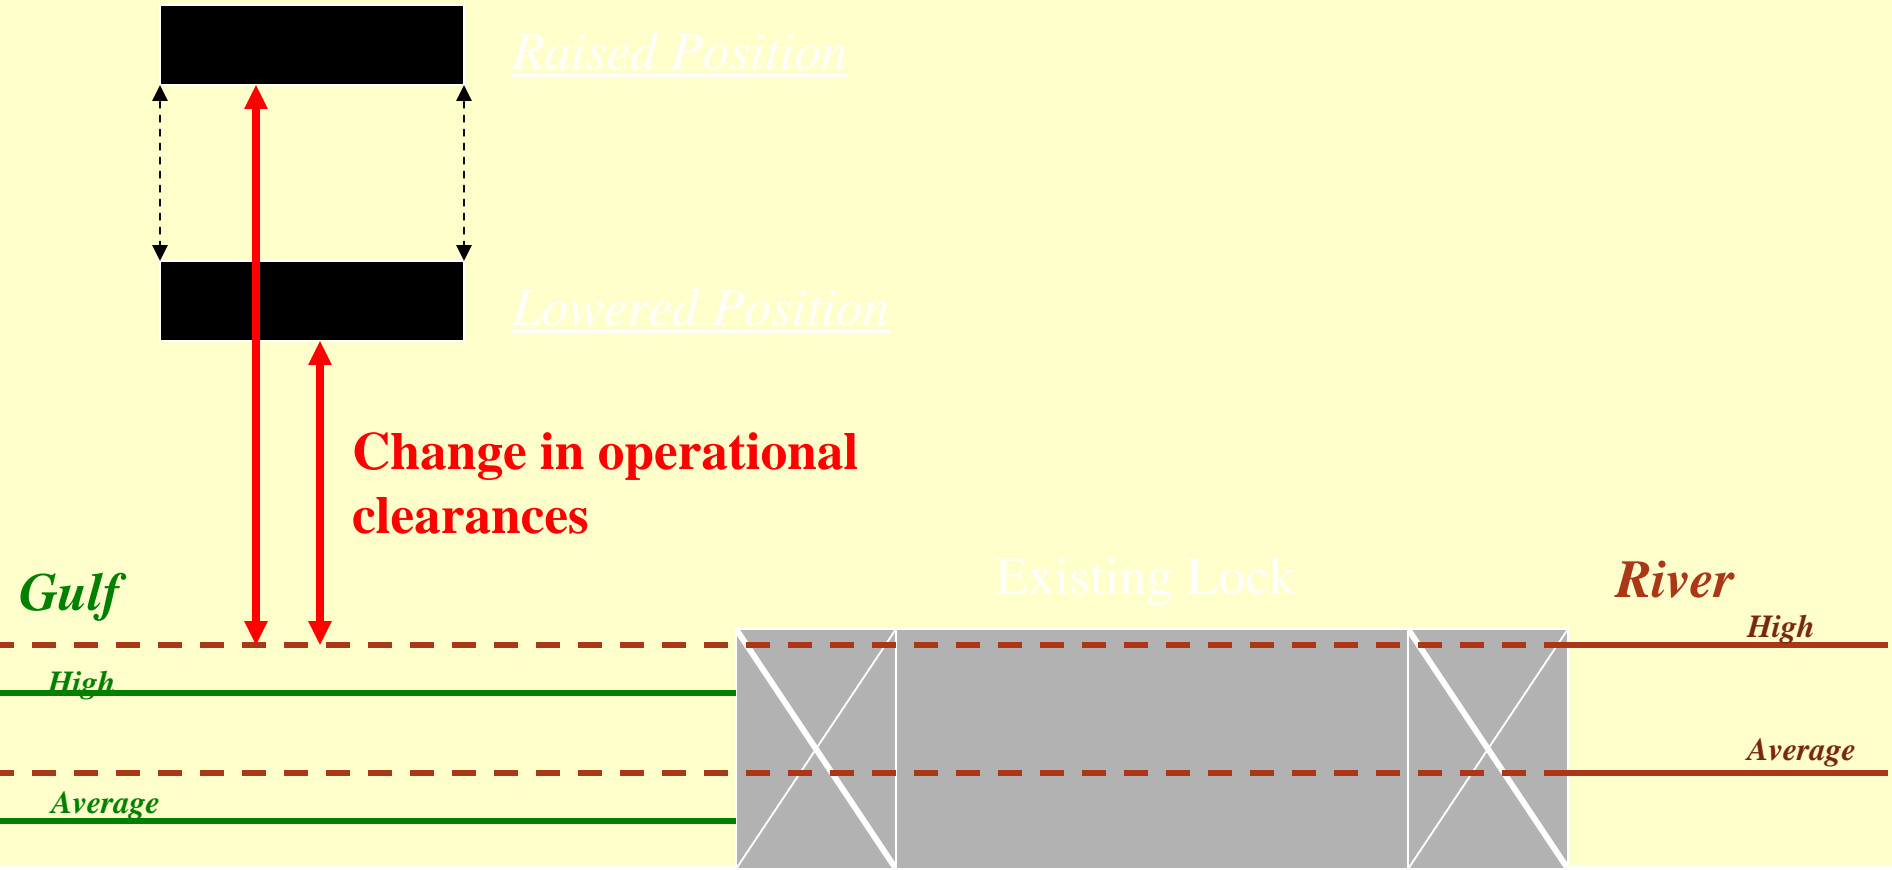 Raised Position
Lowered Position
Change in operational
clearances
Existing Lock
Gulf
River
High
High
Average
Average